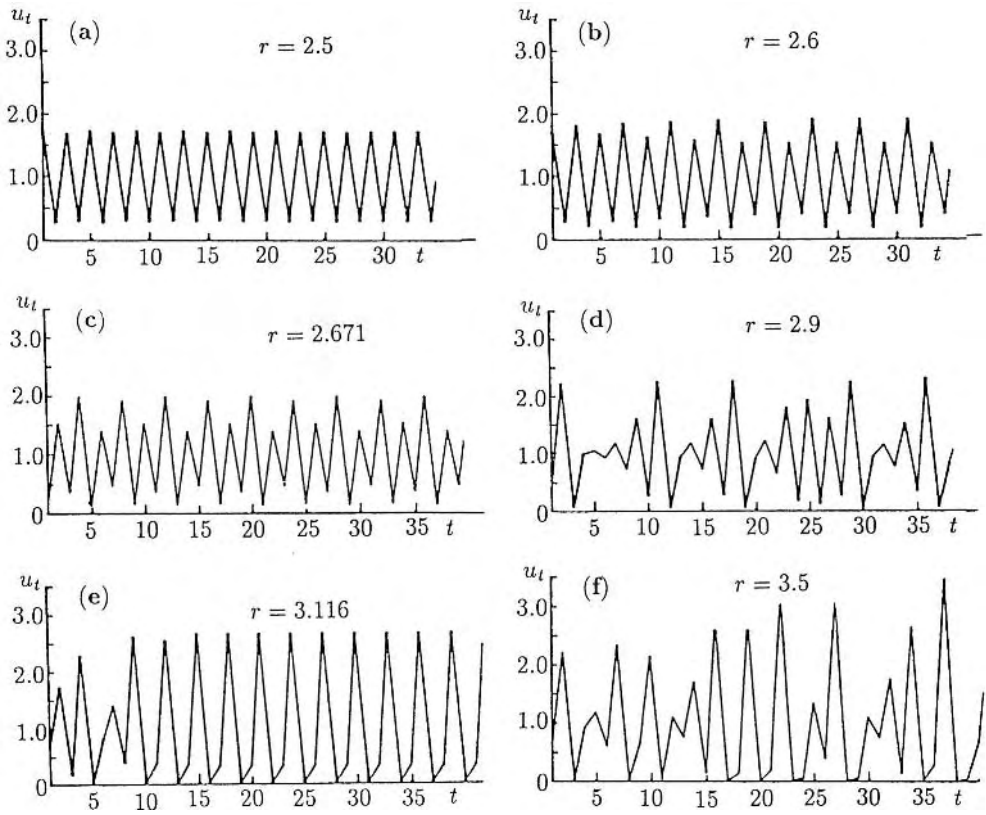 u_t (a) r = 2.5
3.0
2.0
1.0
0
5 10 15 20 25 30 t
u_t (b) r = 2.6
3.0
2.0
1.0
0
5 10 15 20 25 30 t
u_t (c) r = 2.671
3.0
2.0
1.0
0
5 10 15 20 25 30 35 t
u_t (d) r = 2.9
3.0
2.0
1.0
0
5 10 15 20 25 30 35 t
u_t (e) r = 3.116
3.0
2.0
1.0
0
5 10 15 20 25 30 35 t
u_t (f) r = 3.5
3.0
2.0
1.0
0
5 10 15 20 25 30 35 t